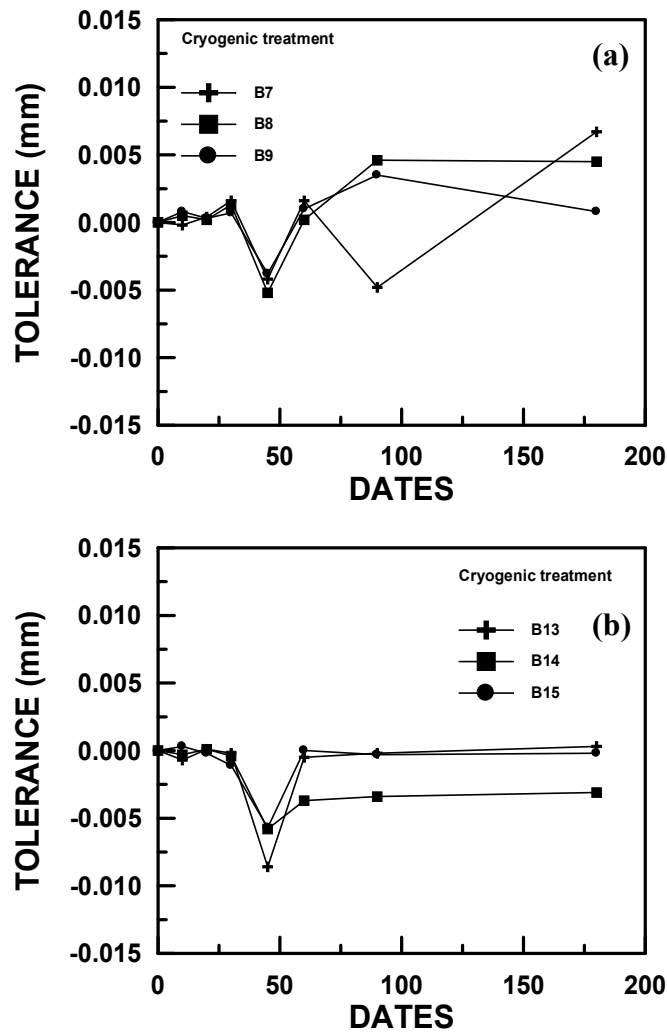 0.015
Cryogenic treatment
(a)
0.010
B7
B8
0.005
B9
0.000
-0.005
-0.010
-0.015
0
50
100
150
200
TOLERANCE (mm)
DATES
0.015
Cryogenic treatment
0.010
B13
(b)
B14
0.005
B15
0.000
-0.005
-0.010
-0.015
0
50
100
150
200
TOLERANCE (mm)
DATES